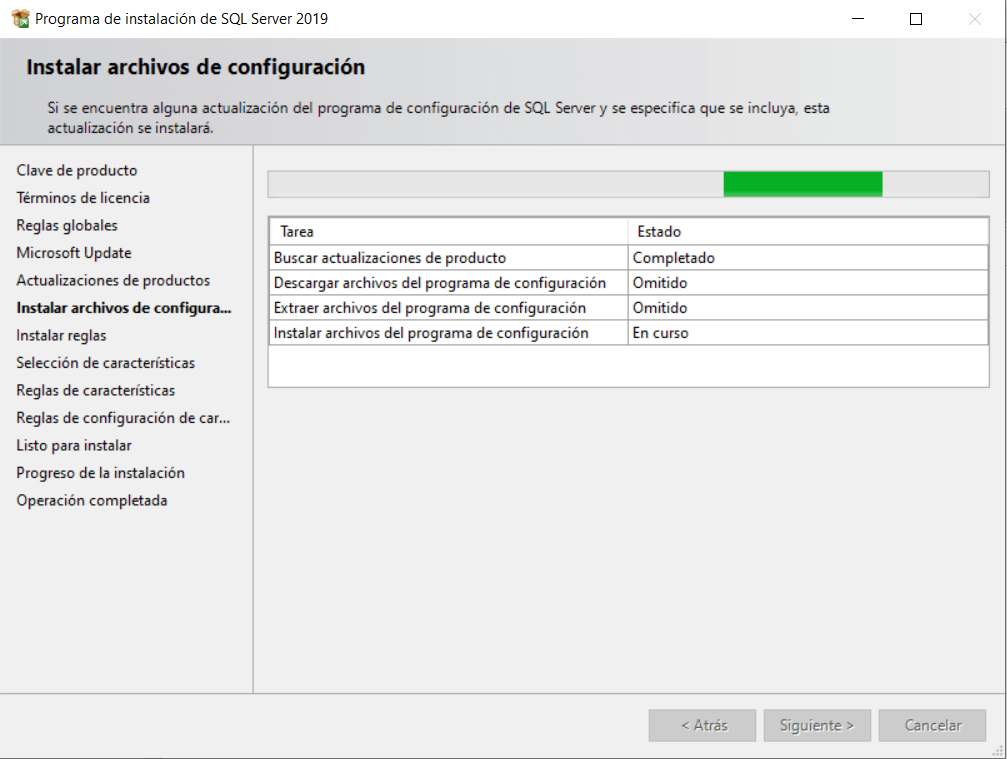 Programa de instalación de SQL Server 2019
Instalar archivos de configuración
Si se encuentra alguna actualización del programa de configuración de SQL Server y se especifica que se incluya, esta
actualización se instalará.
Clave de producto
Términos de licencia
Reglas globales
Microsoft Update
Actualizaciones de productos
Instalar archivos de configura...
Instalar reglas
Selección de características
Reglas de características
Reglas de configuración de car...
Listo para instalar
Progreso de la instalación
Operación completada
Tarea Estado
Buscar actualizaciones de producto Completado
Descargar archivos del programa de configuración Omitido
Extraer archivos del programa de configuración Omitido
Instalar archivos del programa de configuración En curso
< Atrás Siguiente > Cancelar